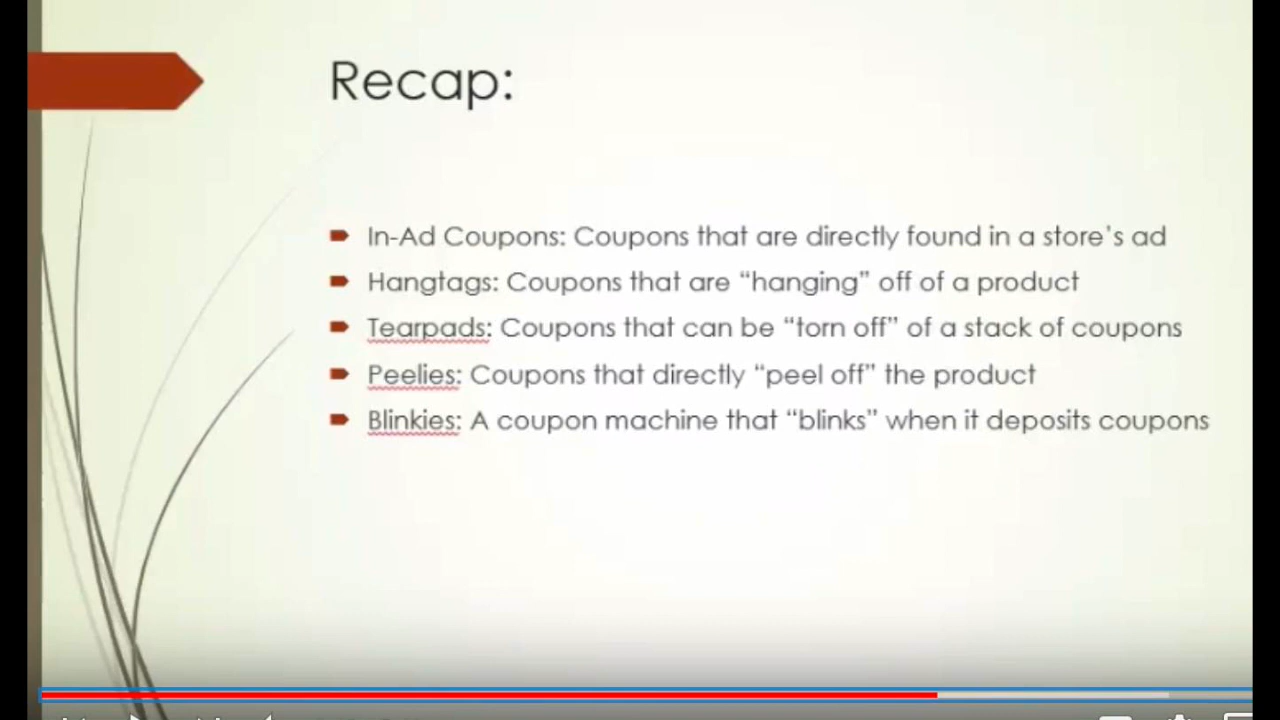 Recap:
In-Ad Coupons: Coupons that are directly found in a store’s ad
Hangtags: Coupons that are “hanging” off of a product
Tearpads: Coupons that can be “torn off” of a stack of coupons
Peelies: Coupons that directly “peel off” the product
Blinkies: A coupon machine that “blinks” when it deposits coupons